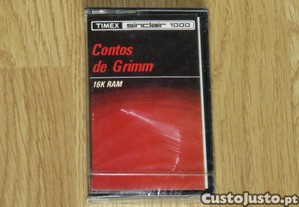 TIMEX sinclair 1000
Contos
de Grimm
16K RAM
CustoJusto.pt